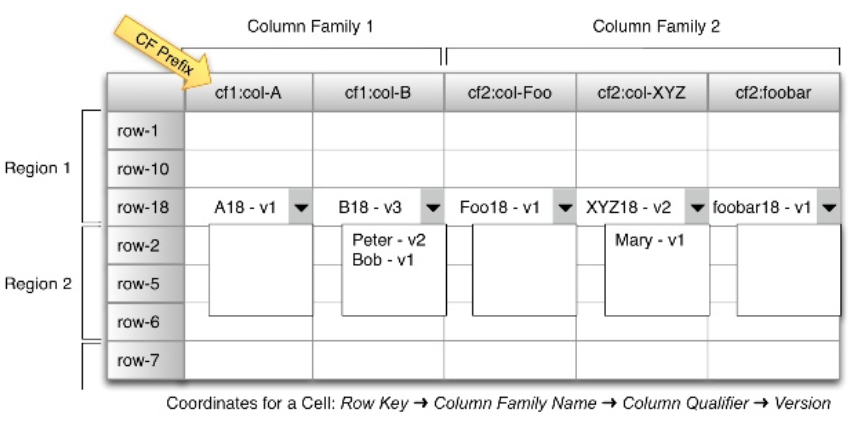 Column Family 1 Column Family 2
CF Prefix
cf1:col-A cf1:col-B cf2:col-Foo cf2:col-XYZ cf2:foobar
row-1
Region 1 row-10
row-18 A18 - v1 B18 - v3 Foo18 - v1 XYZ18 - v2 foobar18 - v1
row-2 Peter - v2 Mary - v1
Bob - v1
Region 2 row-5
row-6
row-7
Coordinates for a Cell: Row Key ➔ Column Family Name ➔ Column Qualifier ➔ Version